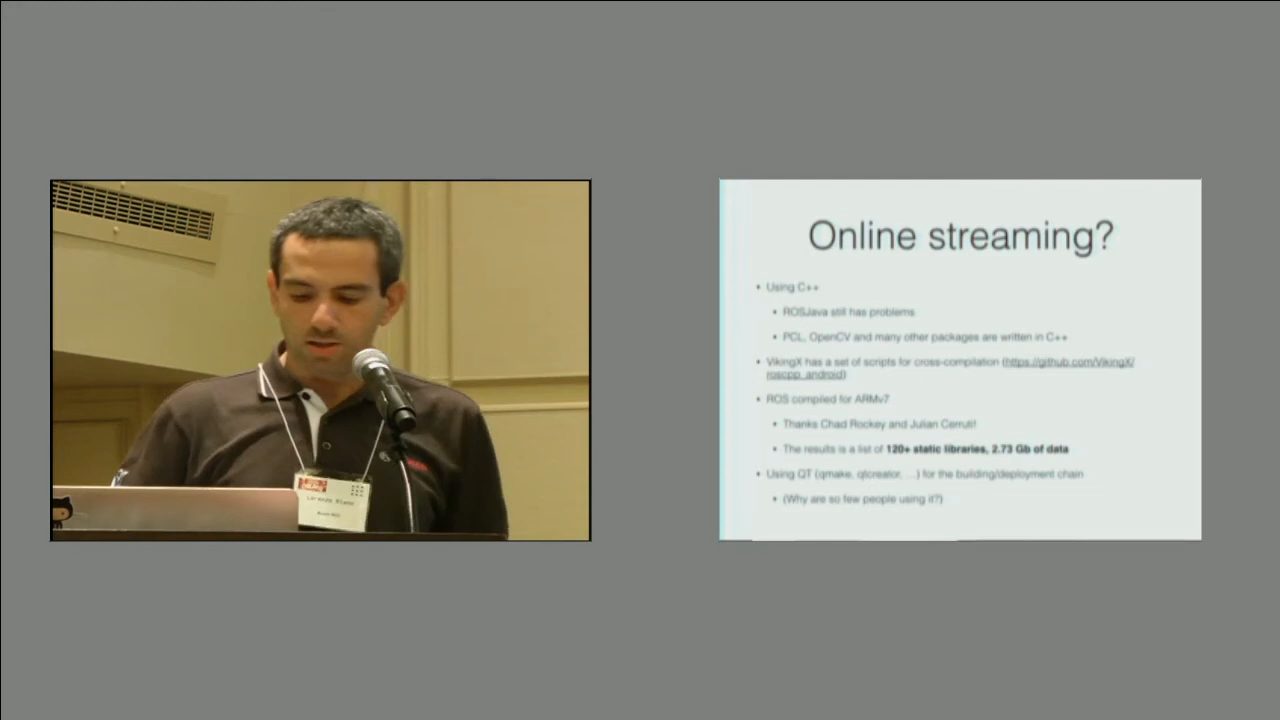 Online streaming?
• Using C++
• ROSJava still has problems
• PCL, OpenCV and many other packages are written in C++
• VikingX has a set of scripts for cross-compilation (https://github.com/VikingX/
roscpp_android)
• ROS compiled for ARMv7
• Thanks Chad Rockey and Julian Cerruti!
• The results is a list of 120+ static libraries, 2.73 Gb of data
• Using QT (qmake, qtcreator, …) for the building/deployment chain
• (Why are so few people using it?)